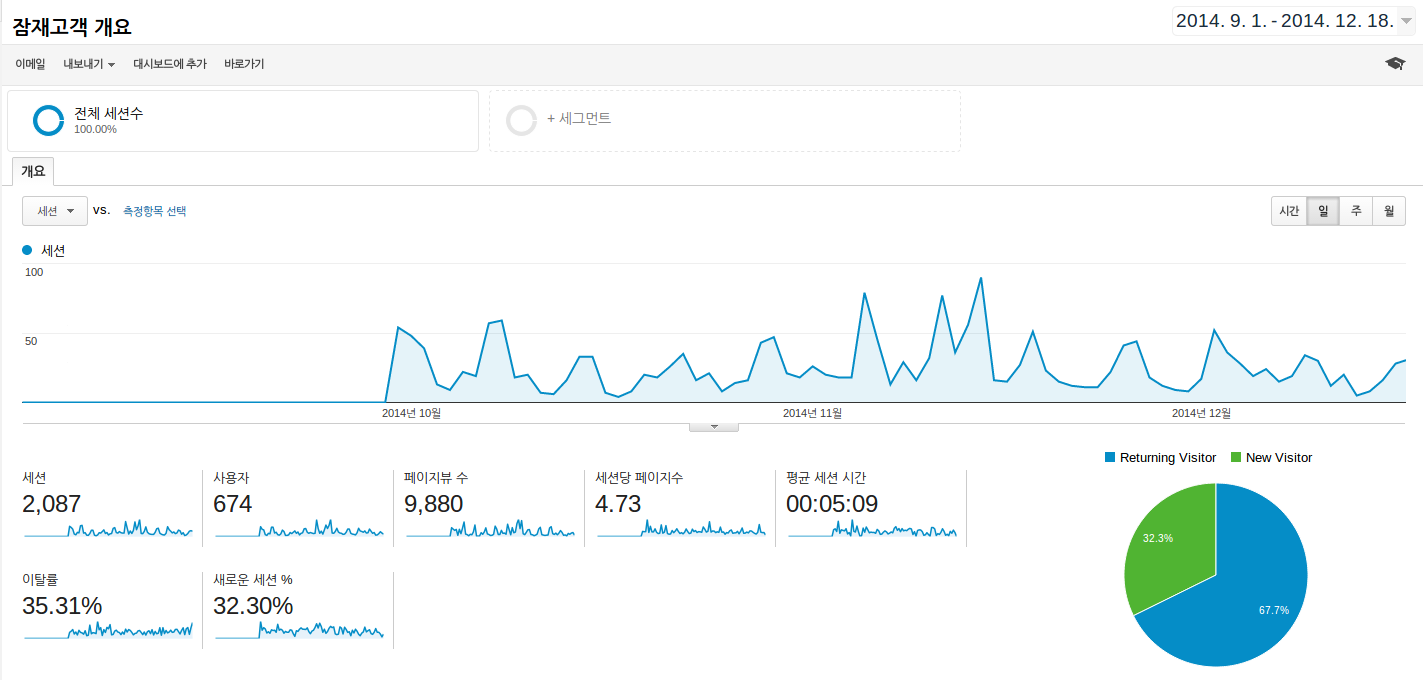 잠재고객 개요
2014. 9. 1. - 2014. 12. 18.
이메일 내보내기 대시보드에 추가 바로가기
전체 세션수
100.00%
+ 세그먼트
개요
세션 vs. 측정항목 선택
시간 일 주 월
세션
100
50
2014년 10월 2014년 11월 2014년 12월
Returning Visitor New Visitor
세션 사용자 페이지뷰 수 세션당 페이지수 평균 세션 시간
2,087 674 9,880 4.73 00:05:09
32.3%
67.7%
이탈률 새로운 세션 %
35.31% 32.30%